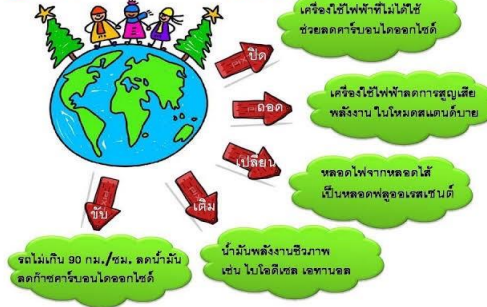 ปิด
เครื่องใช้ไฟฟ้าที่ไม่ได้ใช้
ช่วยลดคาร์บอนไดออกไซด์
ถอด
เครื่องใช้ไฟฟ้าลดการสูญเสีย
พลังงาน ในโหมดสแตนด์บาย
เปลี่ยน
หลอดไฟจากหลอดไส้
เป็นหลอดฟลูออเรสเซนต์
เติม
น้ำมันพลังงานชีวภาพ
เช่น ไบโอดีเซล เอทานอล
ขับ
รถไม่เกิน 90 กม./ชม. ลดน้ำมัน
ลดก๊าซคาร์บอนไดออกไซด์